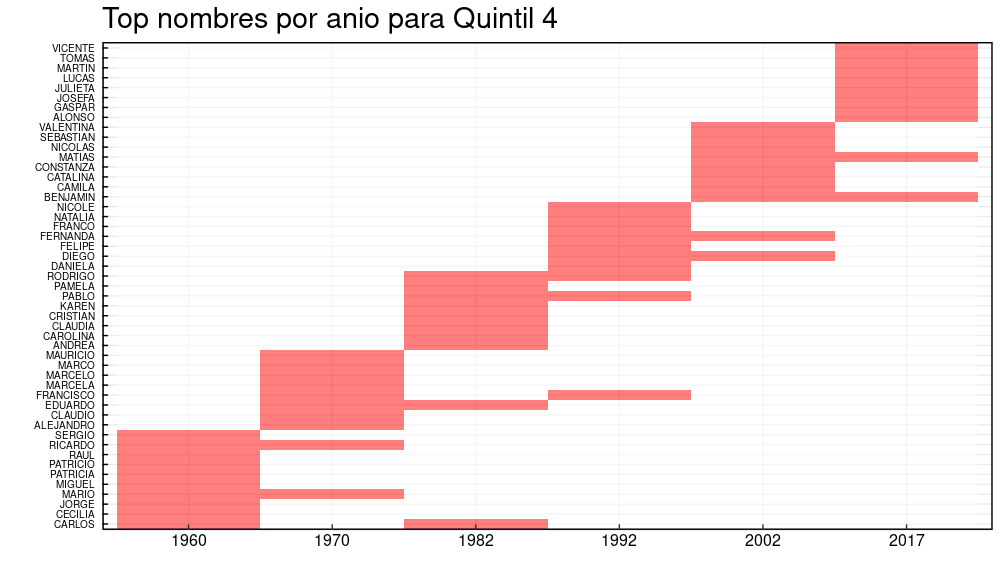 Top nombres por anio para Quintil 4
VICENTE
TOMAS
MARTIN
LUCAS
JULIETA
JOSEFA
GASPAR
ALONSO
VALENTINA
SEBASTIAN
NICOLAS
MATIAS
CONSTANZA
CATALINA
CAMILA
BENJAMIN
NICOLE
NATALIA
FRANCO
FERNANDA
FELIPE
DIEGO
DANIELA
RODRIGO
PAMELA
PABLO
KAREN
CRISTIAN
CLAUDIA
CAROLINA
ANDREA
MAURICIO
MARCO
MARCELO
MARCELA
FRANCISCO
EDUARDO
CLAUDIO
ALEJANDRO
SERGIO
RICARDO
RAUL
PATRICIO
PATRICIA
MIGUEL
MARIO
JORGE
CECILIA
CARLOS
1960 1970 1982 1992 2002 2017